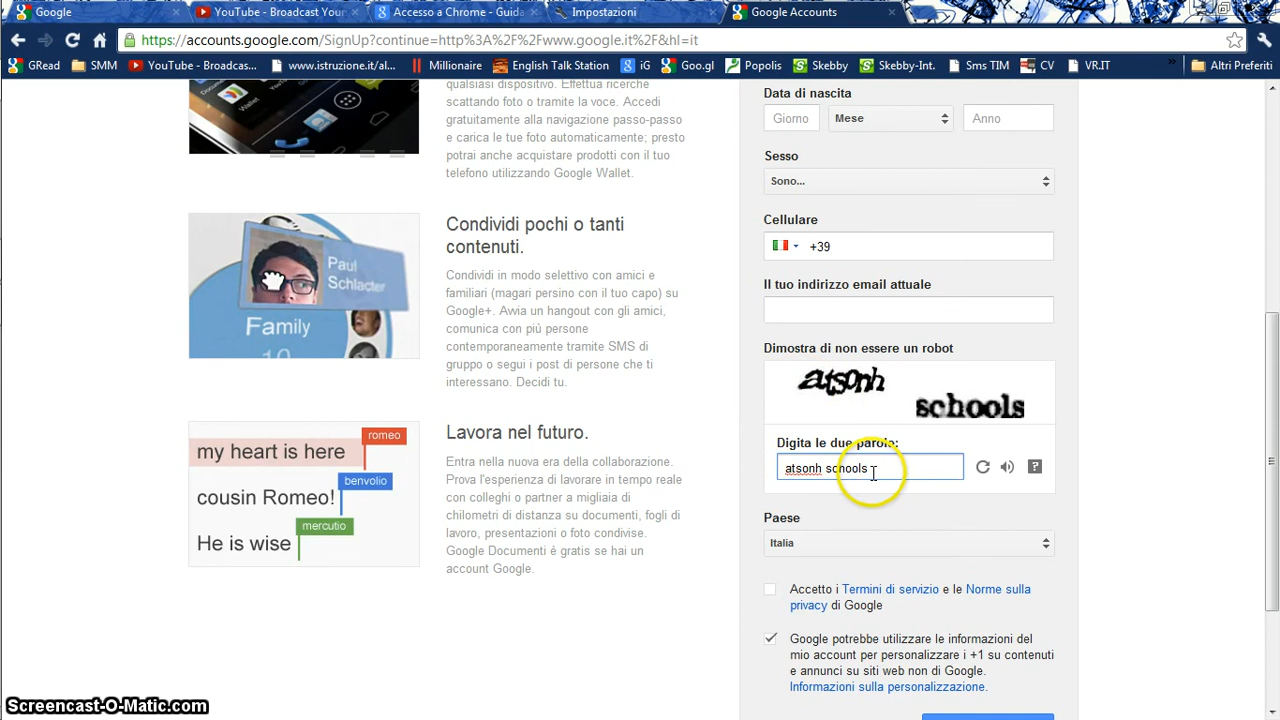 Google
YouTube - Broadcast Your
Accesso a Chrome - Guida
Impostazioni
Google Accounts
https://accounts.google.com/SignUp?continue=http%3A%2F%2Fwww.google.it%2F&hl=it
GRead
SMM
YouTube - Broadcas...
www.istruzione.it/al...
Millionaire
English Talk Station
iG
Goo.gl
Popolis
Skebby
Skebby-Int.
Sms TIM
CV
VR.IT
»
Altri Preferiti
qualsiasi dispositivo. Effettua ricerche
scattando foto o tramite la voce. Accedi
gratuitamente alla navigazione passo-passo
e carica le tue foto automaticamente; presto
potrai anche acquistare prodotti con il tuo
telefono utilizzando Google Wallet.
Paul
Schlacter
Family
10
Condividi pochi o tanti
contenuti.
Condividi in modo selettivo con amici e
familiari (magari persino con il tuo capo) su
Google+. Avvia un hangout con gli amici,
comunica con più persone
contemporaneamente tramite SMS di
gruppo o segui i post di persone che ti
interessano. Decidi tu.
romeo
my heart is here
benvolio
cousin Romeo!
mercutio
He is wise
Lavora nel futuro.
Entra nella nuova era della collaborazione.
Prova l'esperienza di lavorare in tempo reale
con colleghi o partner a migliaia di
chilometri di distanza su documenti, fogli di
lavoro, presentazioni o foto condivise.
Google Documenti è gratis se hai un
account Google.
Data di nascita
Giorno
Mese
Anno
Sesso
Sono...
Cellulare
+39
Il tuo indirizzo email attuale
Dimostra di non essere un robot
atsonh
schools
Digita le due parole:
atsonh schools
?
Paese
Italia
Accetto i Termini di servizio e le Norme sulla
privacy di Google
Google potrebbe utilizzare le informazioni del
mio account per personalizzare i +1 su contenuti
e annunci su siti web non di Google.
Informazioni sulla personalizzazione.
Screencast-O-Matic.com